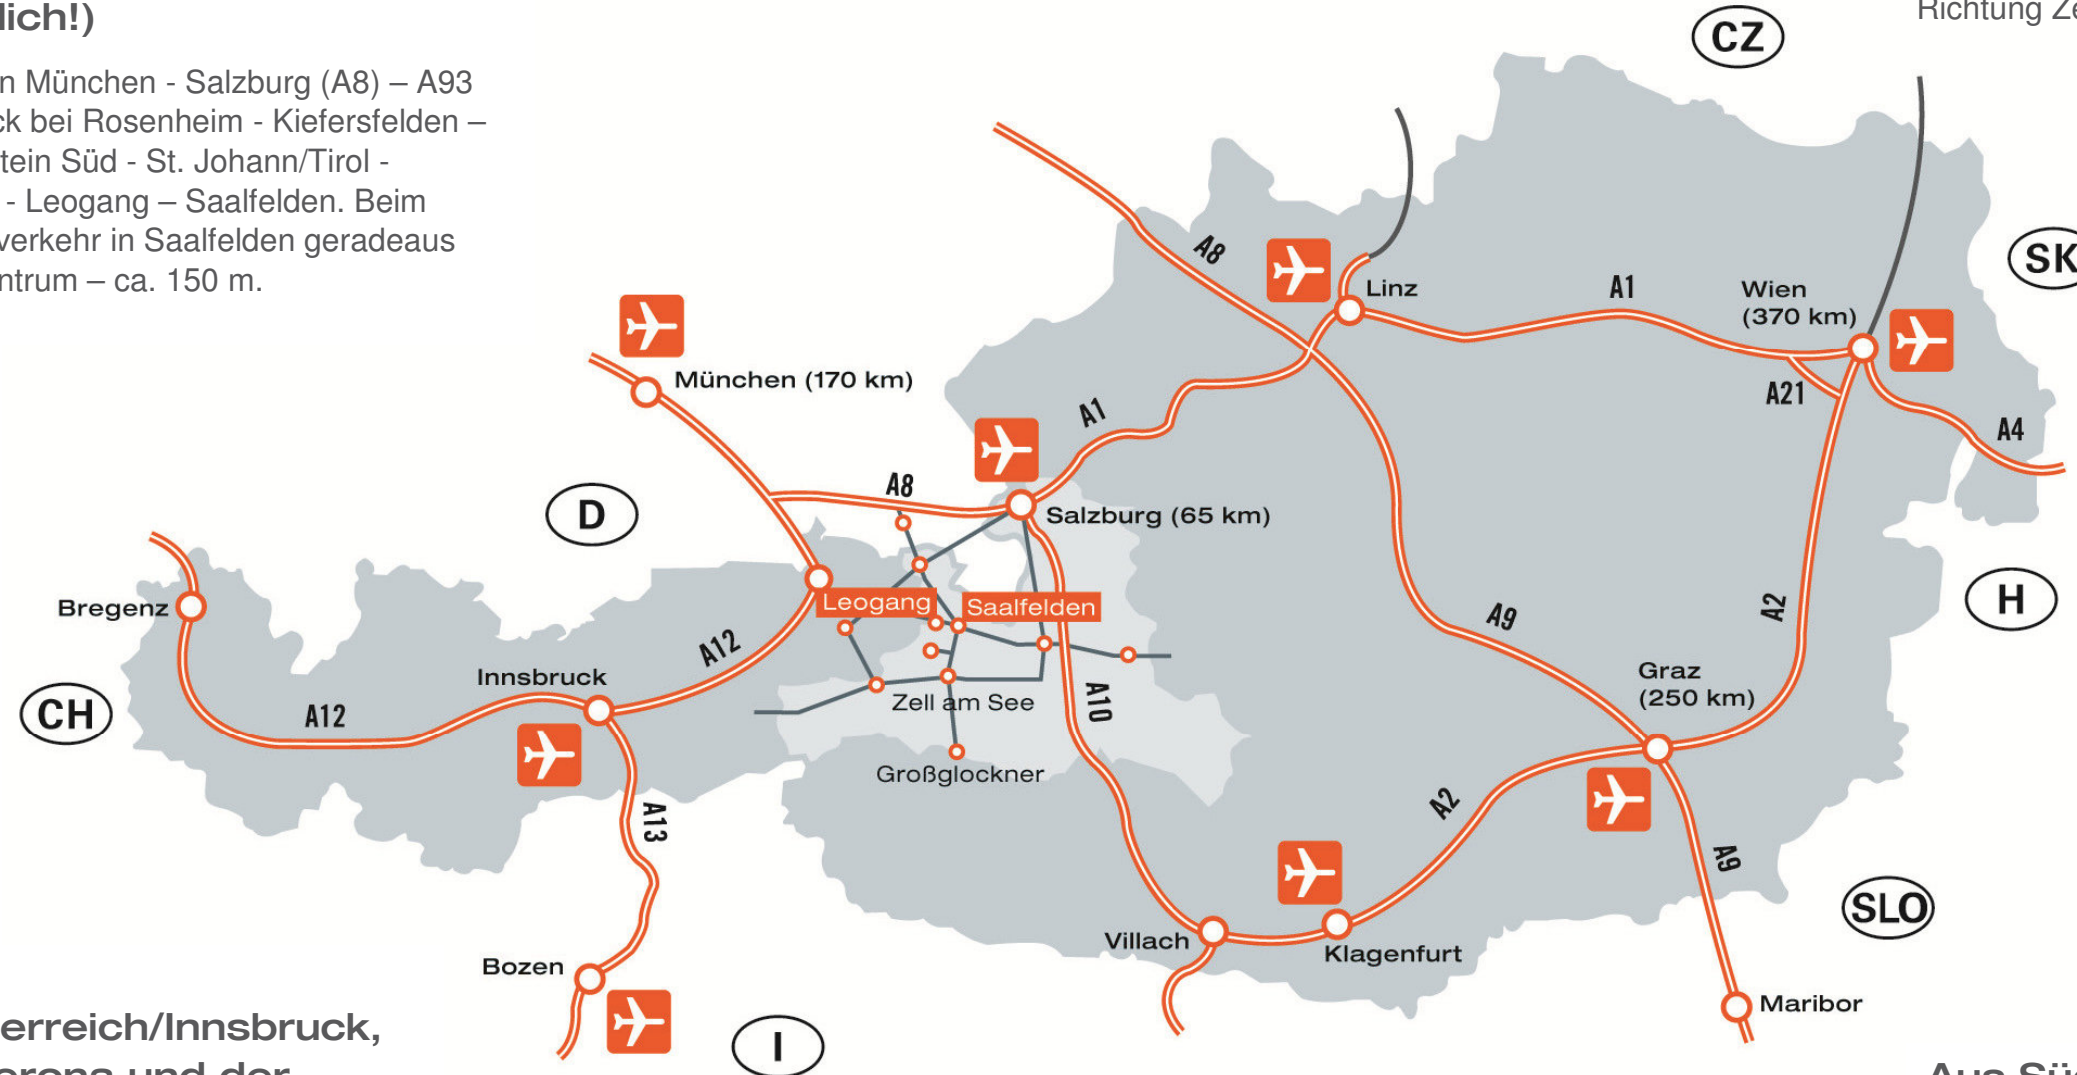 lich!)
n München - Salzburg (A8) – A93
ck bei Rosenheim - Kiefersfelden –
tein Süd - St. Johann/Tirol -
- Leogang – Saalfelden. Beim
verkehr in Saalfelden geradeaus
ntrum – ca. 150 m.
Richtung Ze
CZ
SK
A8
Linz
A1
Wien
(370 km)
A21
A4
München (170 km)
A1
A8
D
Salzburg (65 km)
H
Bregenz
Leogang
Saalfelden
A2
A9
A12
Innsbruck
Graz
(250 km)
CH
A12
Zell am See
A10
Großglockner
A13
A2
A9
SLO
Villach
Klagenfurt
Bozen
Maribor
I
erreich/Innsbruck,